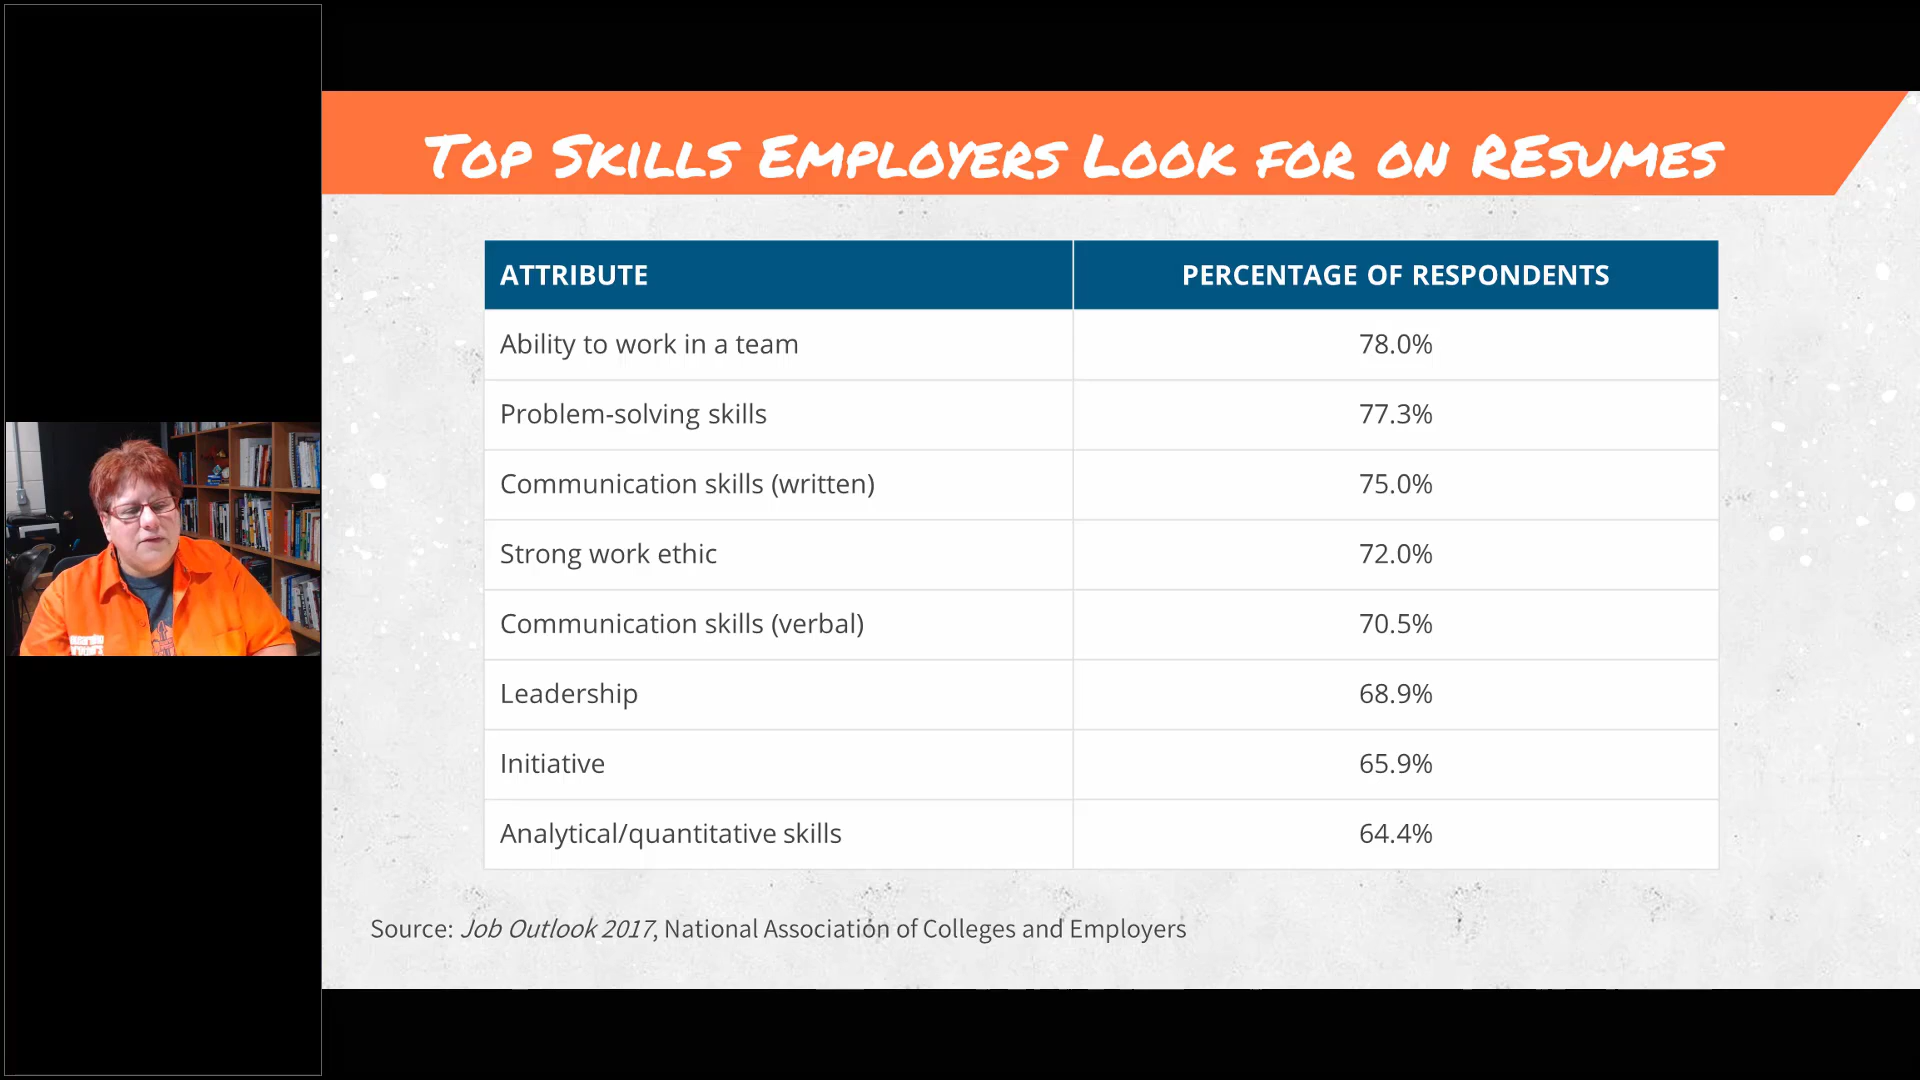 TOP SKILLS EMPLOYERS LOOK FOR ON RESUMES
ATTRIBUTE PERCENTAGE OF RESPONDENTS
Ability to work in a team 78.0%
Problem-solving skills 77.3%
Communication skills (written) 75.0%
Strong work ethic 72.0%
Communication skills (verbal) 70.5%
Leadership 68.9%
Initiative 65.9%
Analytical/quantitative skills 64.4%
Source: Job Outlook 2017, National Association of Colleges and Employers